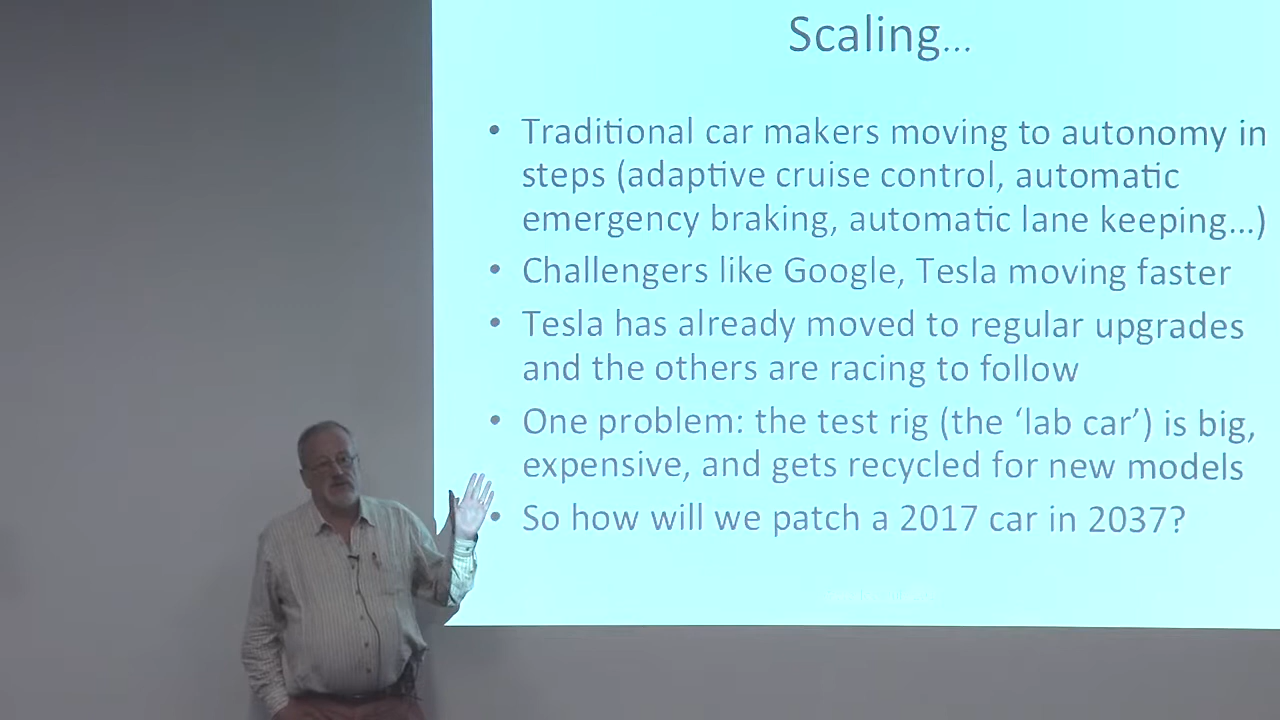 Scaling...
• Traditional car makers moving to autonomy in
steps (adaptive cruise control, automatic
emergency braking, automatic lane keeping...)
• Challengers like Google, Tesla moving faster
• Tesla has already moved to regular upgrades
and the others are racing to follow
• One problem: the test rig (the ‘lab car’) is big,
expensive, and gets recycled for new models
• So how will we patch a 2017 car in 2037?